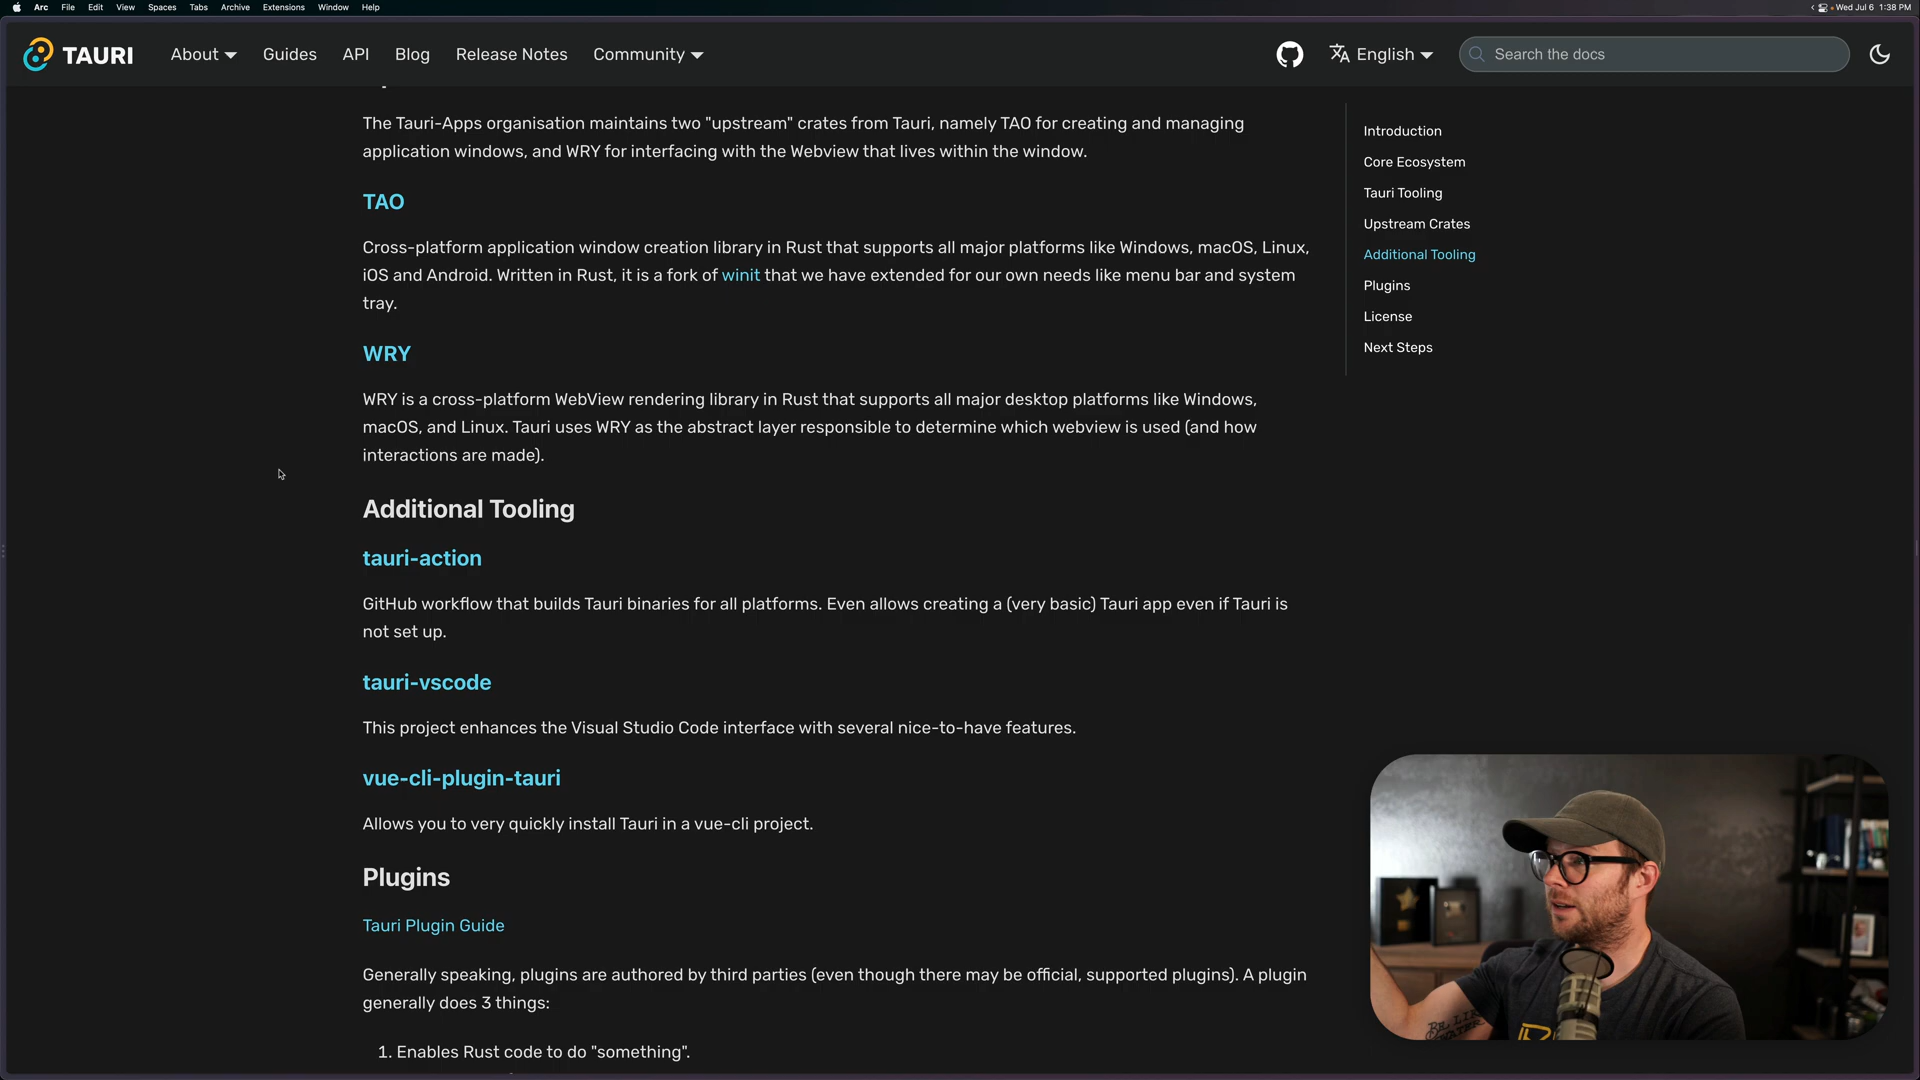 Arc File Edit View Spaces Tabs Archive Extensions Window Help
Wed Jul 6 1:38 PM
TAURI About Guides API Blog Release Notes Community English Search the docs
The Tauri-Apps organisation maintains two "upstream" crates from Tauri, namely TAO for creating and managing
application windows, and WRY for interfacing with the Webview that lives within the window.
TAO
Cross-platform application window creation library in Rust that supports all major platforms like Windows, macOS, Linux,
iOS and Android. Written in Rust, it is a fork of winit that we have extended for our own needs like menu bar and system
tray.
WRY
WRY is a cross-platform WebView rendering library in Rust that supports all major desktop platforms like Windows,
macOS, and Linux. Tauri uses WRY as the abstract layer responsible to determine which webview is used (and how
interactions are made).
Additional Tooling
tauri-action
GitHub workflow that builds Tauri binaries for all platforms. Even allows creating a (very basic) Tauri app even if Tauri is
not set up.
tauri-vscode
This project enhances the Visual Studio Code interface with several nice-to-have features.
vue-cli-plugin-tauri
Allows you to very quickly install Tauri in a vue-cli project.
Plugins
Tauri Plugin Guide
Generally speaking, plugins are authored by third parties (even though there may be official, supported plugins). A plugin
generally does 3 things:
1. Enables Rust code to do "something".
Introduction
Core Ecosystem
Tauri Tooling
Upstream Crates
Additional Tooling
Plugins
License
Next Steps
BE LIKE
WATER